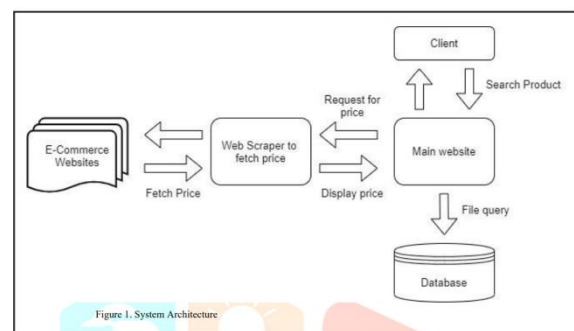 Client
Search Product
Request for
price
E-Commerce
Websites
Web Scraper to
fetch price
Main website
Fetch Price
Display price
File query
Database
Figure 1. System Architecture